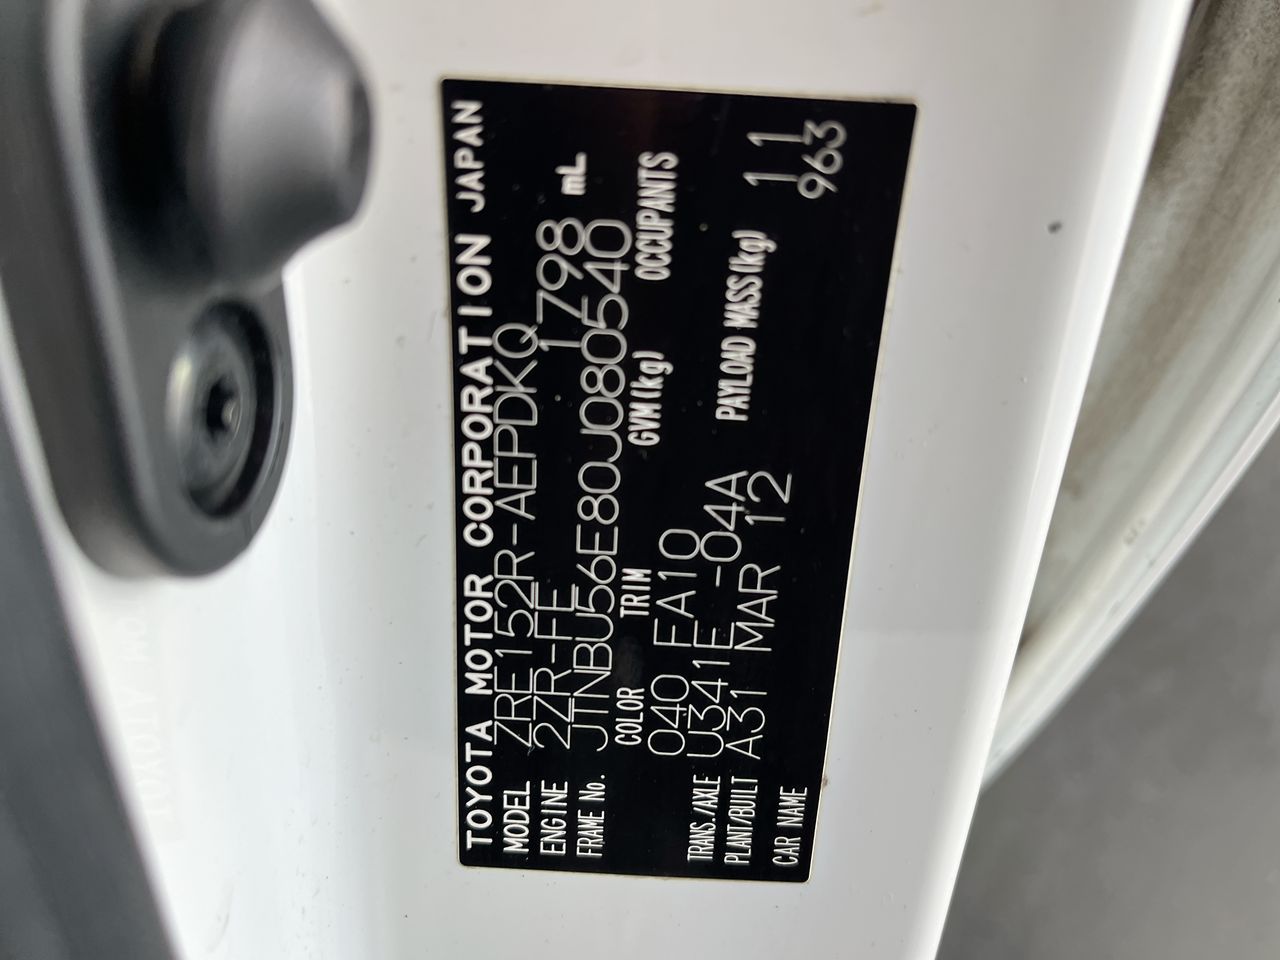 TOYOTA MOTOR CORPORATION JAPAN
MODEL ZRE152R-AEPDKQ
ENGINE 2ZR-FE 1798 mL
FRAME No. JTNBU56E80J080540
COLOR TRIM GVM(kg) OCCUPANTS
040 FA10
TRANS./AXLE U341E -04A PAYLOAD MASS(kg) 11
PLANT/BUILT A31 MAR 12 963
CAR NAME